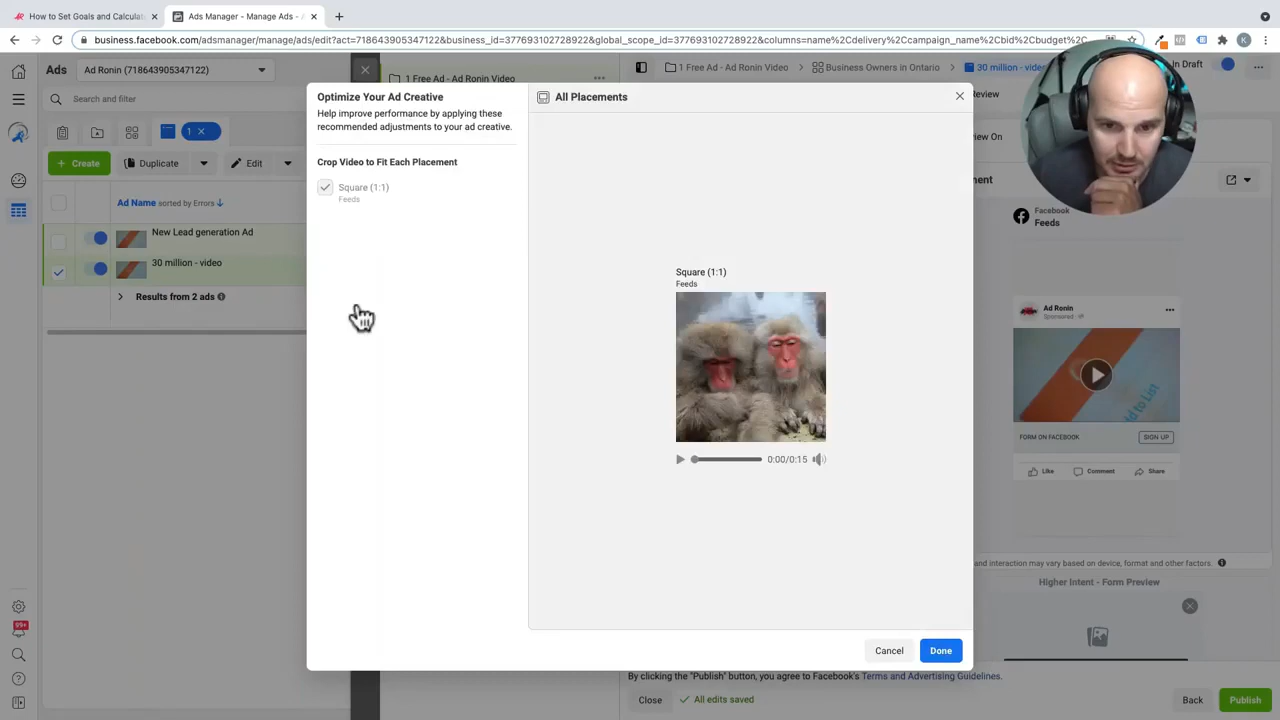 How to Set Goals and Calculat
Ads Manager - Manage Ads -
business.facebook.com/adsmanager/manage/ads/edit?act=718643905347122&business_id=377693102728922&global_scope_id=377693102728922&columns=name%2Cdelivery%2Ccampaign_name%2Cbid%2Cbudget...
Ads
Ad Ronin (718643905347122)
1 Free Ad - Ad Ronin Video
1 Free Ad - Ad Ronin Video
Business Owners in Ontario
30 million - video
In Draft
Search and filter
1
Create
Duplicate
Edit
Ad Name sorted by Errors
New Lead generation Ad
30 million - video
Results from 2 ads
99+
Optimize Your Ad Creative
Help improve performance by applying these
recommended adjustments to your ad creative.
Crop Video to Fit Each Placement
Square (1:1)
Feeds
All Placements
Square (1:1)
Feeds
0:00/0:15
Cancel
Done
Review
Facebook
Feeds
Ad Ronin
Sponsored
FORM ON FACEBOOK
SIGN UP
Like
Comment
Share
and interaction may vary based on device, format and other factors.
Higher Intent - Form Preview
By clicking the "Publish" button, you agree to Facebook's Terms and Advertising Guidelines.
Close
All edits saved
Back
Publish